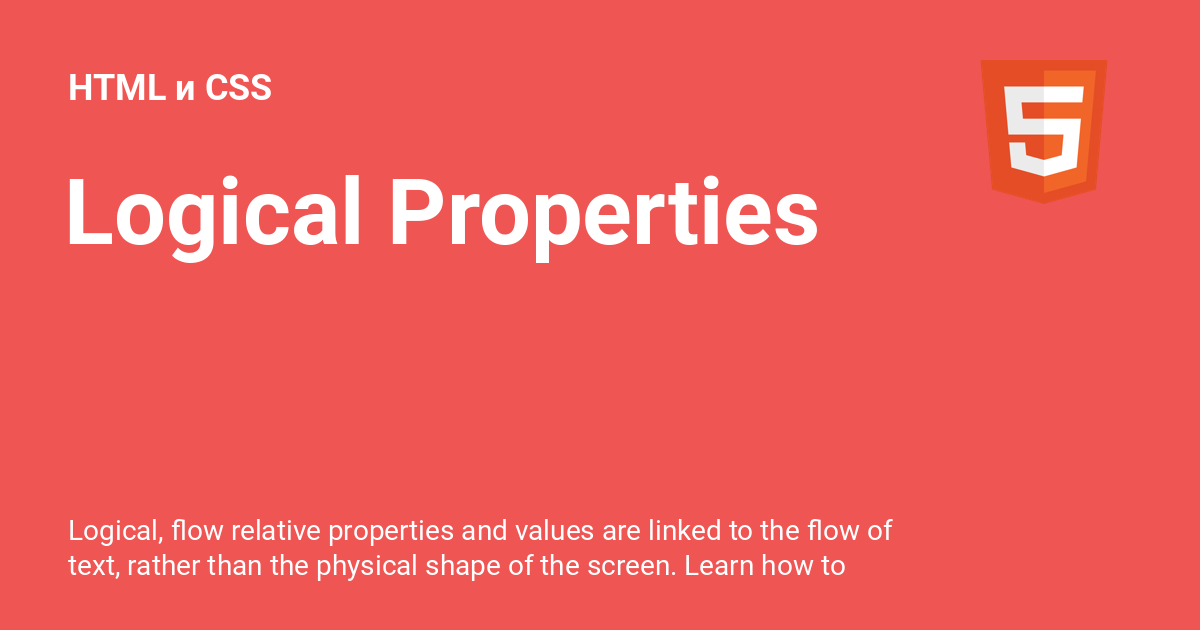 HTML и CSS
Logical Properties
Logical, flow relative properties and values are linked to the flow of
text, rather than the physical shape of the screen. Learn how to